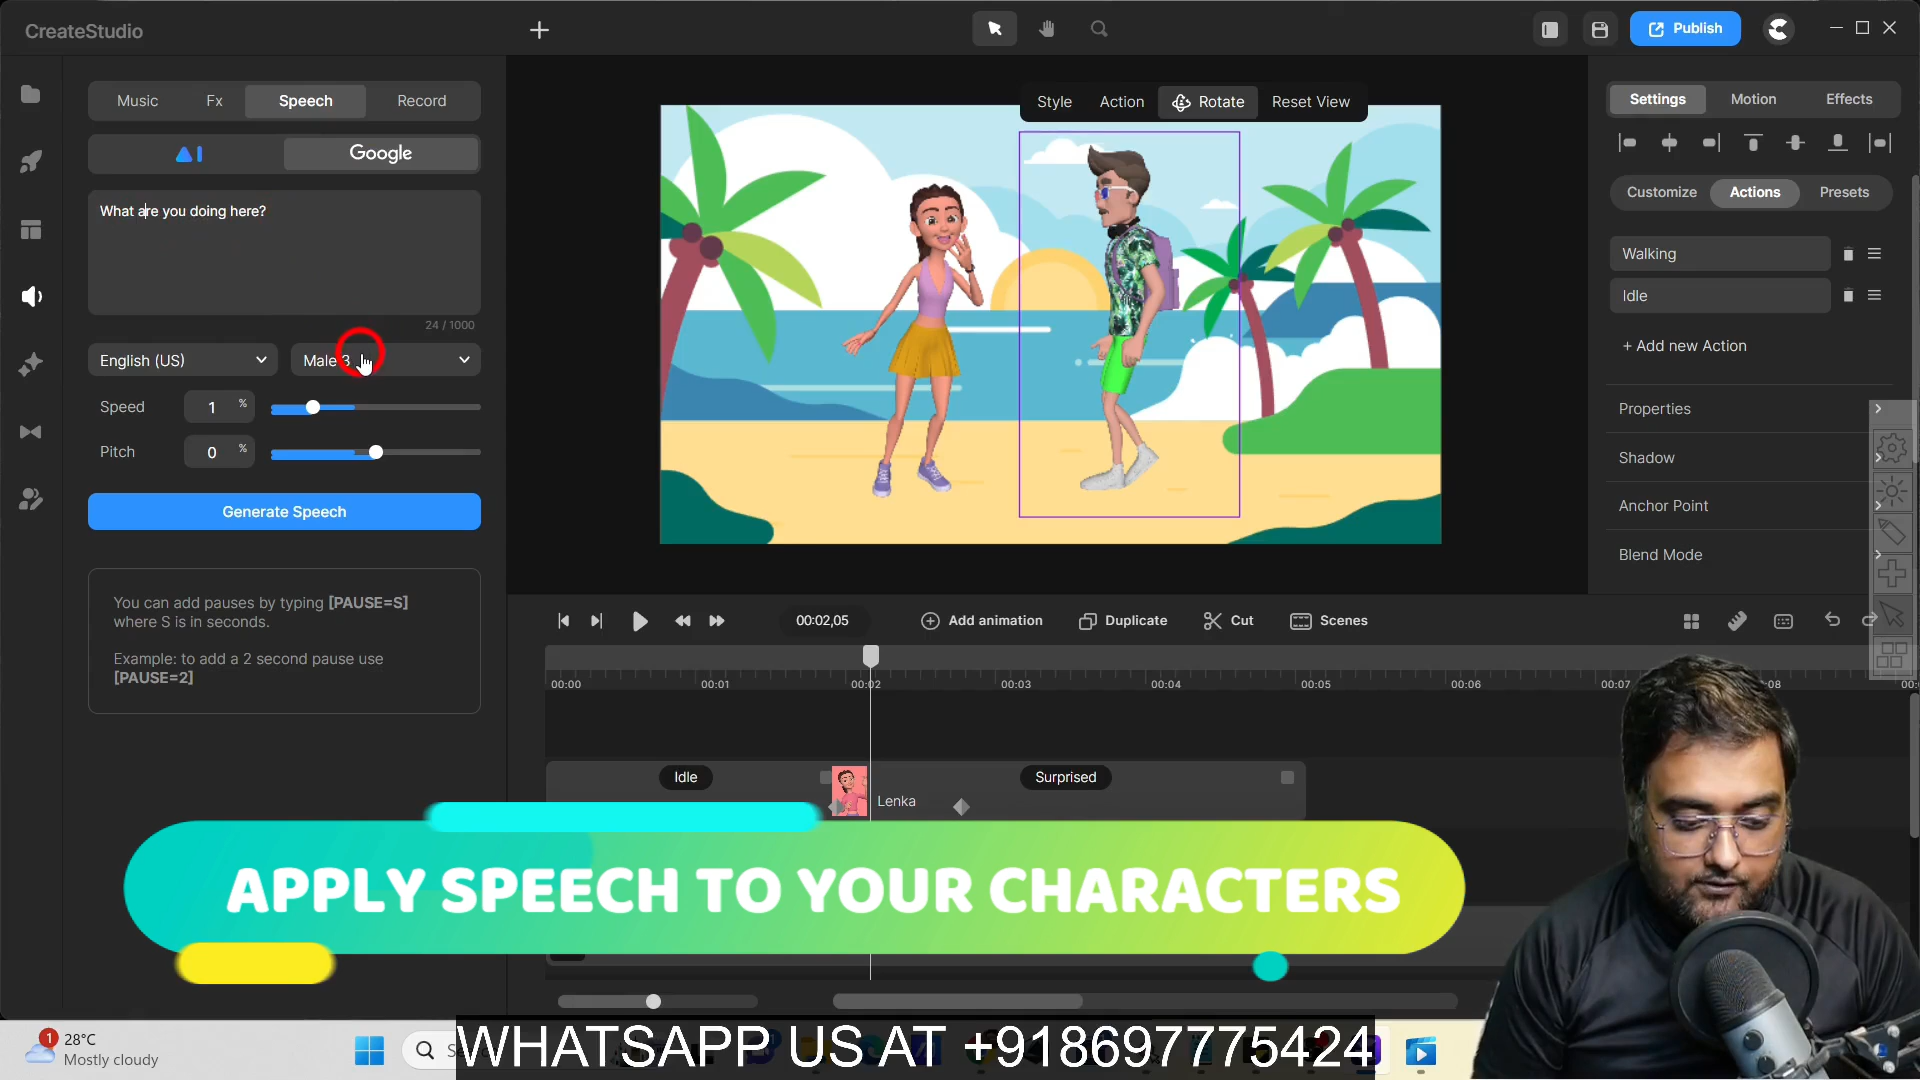 CreateStudio
Publish
Music Fx Speech Record
AI Google
What are you doing here?
24 / 1000
English (US) Male 3
Speed 1 %
Pitch 0 %
Generate Speech
You can add pauses by typing [PAUSE=S]
where S is in seconds.
Example: to add a 2 second pause use
[PAUSE=2]
Style Action Rotate Reset View
Settings Motion Effects
Customize Actions Presets
Walking
Idle
+ Add new Action
Properties
Shadow
Anchor Point
Blend Mode
00:02,05 Add animation Duplicate Cut Scenes
00:00 00:01 00:02 00:03 00:04 00:05 00:06 00:07
Idle Surprised
Lenka
APPLY SPEECH TO YOUR CHARACTERS
1 28°C
Mostly cloudy
WHATSAPP US AT +918697775424